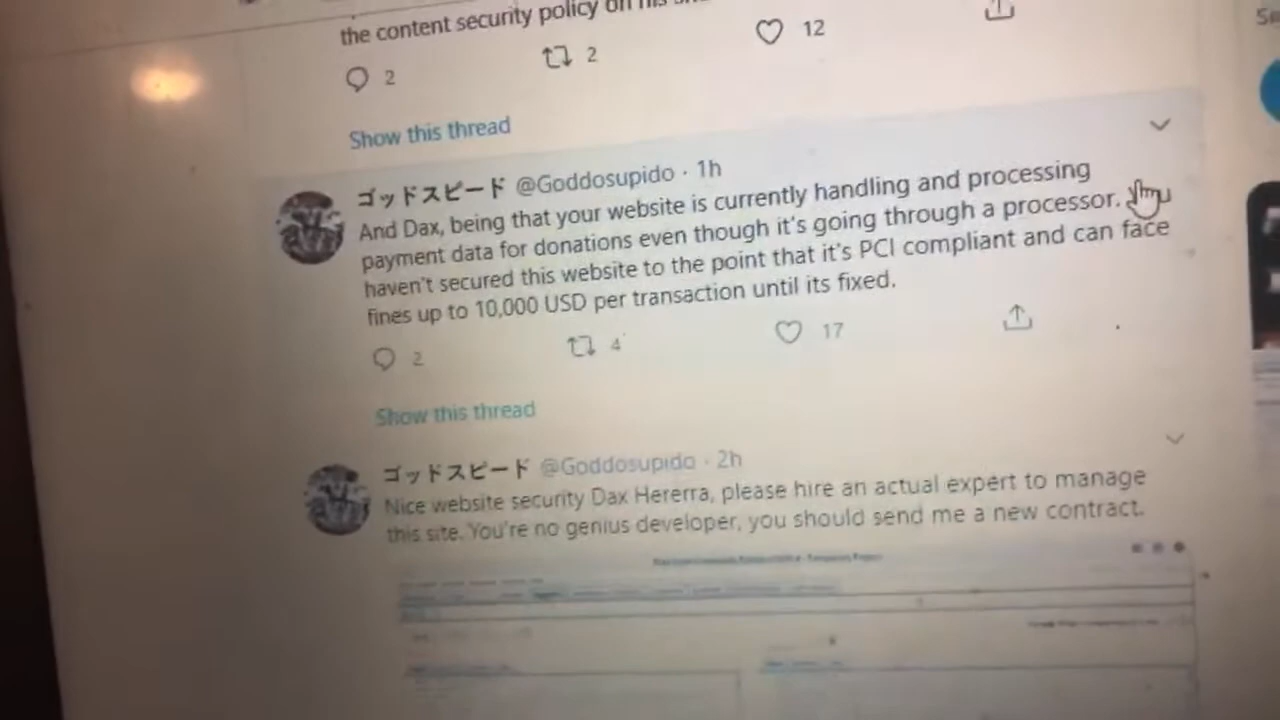 the content security policy on his
2
2
12
Show this thread
ゴッドスピード @Goddosupido · 1h
And Dax, being that your website is currently handling and processing
payment data for donations even though it's going through a processor.
haven't secured this website to the point that it's PCI compliant and can face
fines up to 10,000 USD per transaction until its fixed.
2
4
17
Show this thread
ゴッドスピード @Goddosupido · 2h
Nice website security Dax Hererra, please hire an actual expert to manage
this site. You're no genius developer, you should send me a new contract.